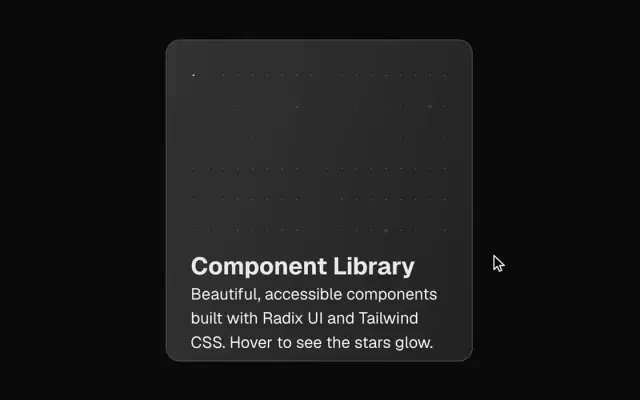 Component Library
Beautiful, accessible components
built with Radix UI and Tailwind
CSS. Hover to see the stars glow.